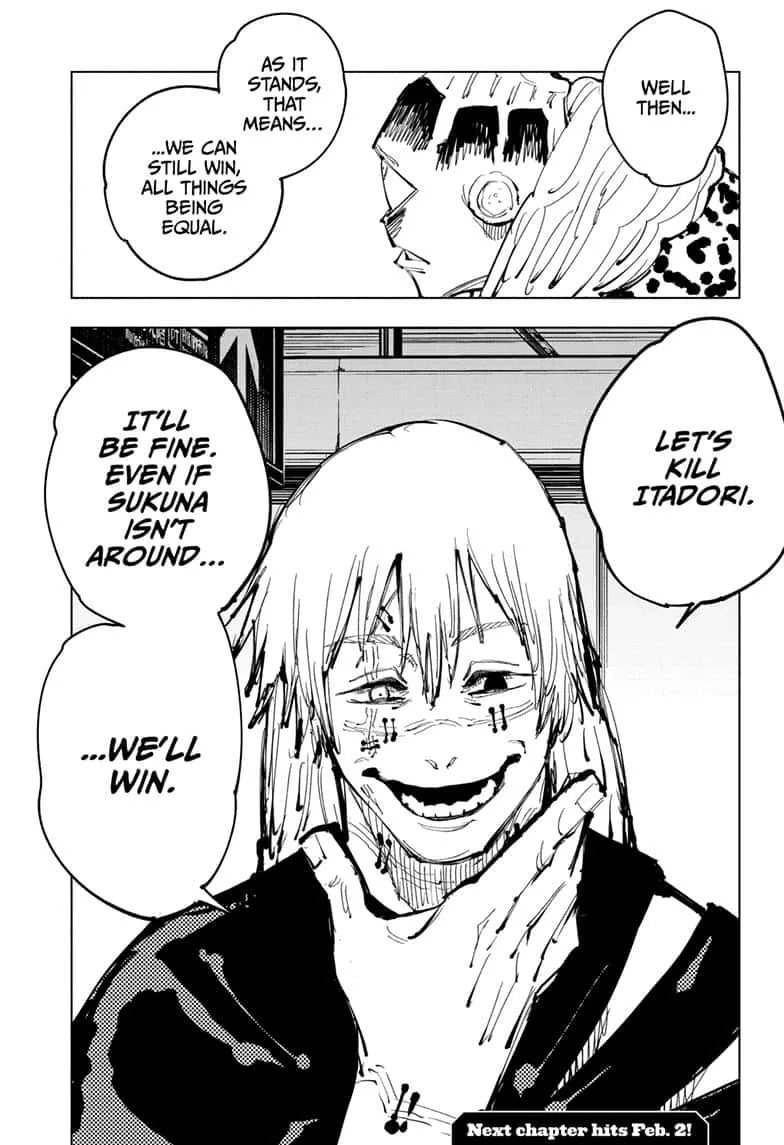 WELL
THEN...
AS IT
STANDS,
THAT
MEANS...
...WE CAN
STILL WIN,
ALL THINGS
BEING
EQUAL.
LET'S
KILL
ITADORI.
IT'LL
BE FINE.
EVEN IF
SUKUNA
ISN'T
AROUND...
...WE'LL
WIN.
Next chapter hits Feb. 2!